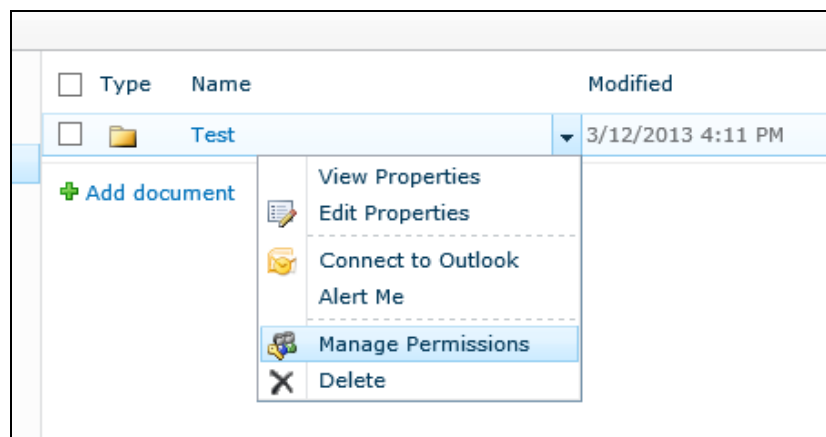 Type Name Modified
Test 3/12/2013 4:11 PM
Add document
View Properties
Edit Properties
Connect to Outlook
Alert Me
Manage Permissions
Delete